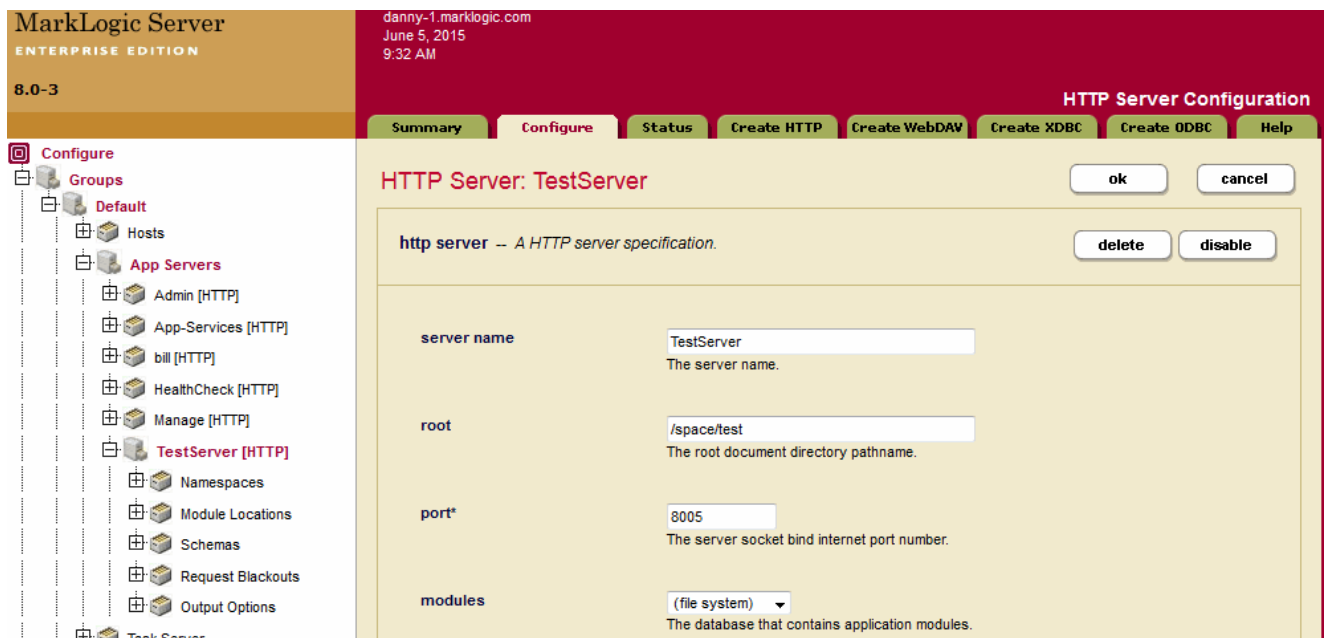 MarkLogic Server
ENTERPRISE EDITION
8.0-3
danny-1.marklogic.com
June 5, 2015
9:32 AM
HTTP Server Configuration
Summary Configure Status Create HTTP Create WebDAV Create XDBC Create ODBC Help
Configure
Groups
Default
Hosts
App Servers
Admin [HTTP]
App-Services [HTTP]
bill [HTTP]
HealthCheck [HTTP]
Manage [HTTP]
TestServer [HTTP]
Namespaces
Module Locations
Schemas
Request Blackouts
Output Options
Task Server
HTTP Server: TestServer
ok cancel
http server -- A HTTP server specification.
delete disable
server name
TestServer
The server name.
root
/space/test
The root document directory pathname.
port*
8005
The server socket bind internet port number.
modules
(file system)
The database that contains application modules.